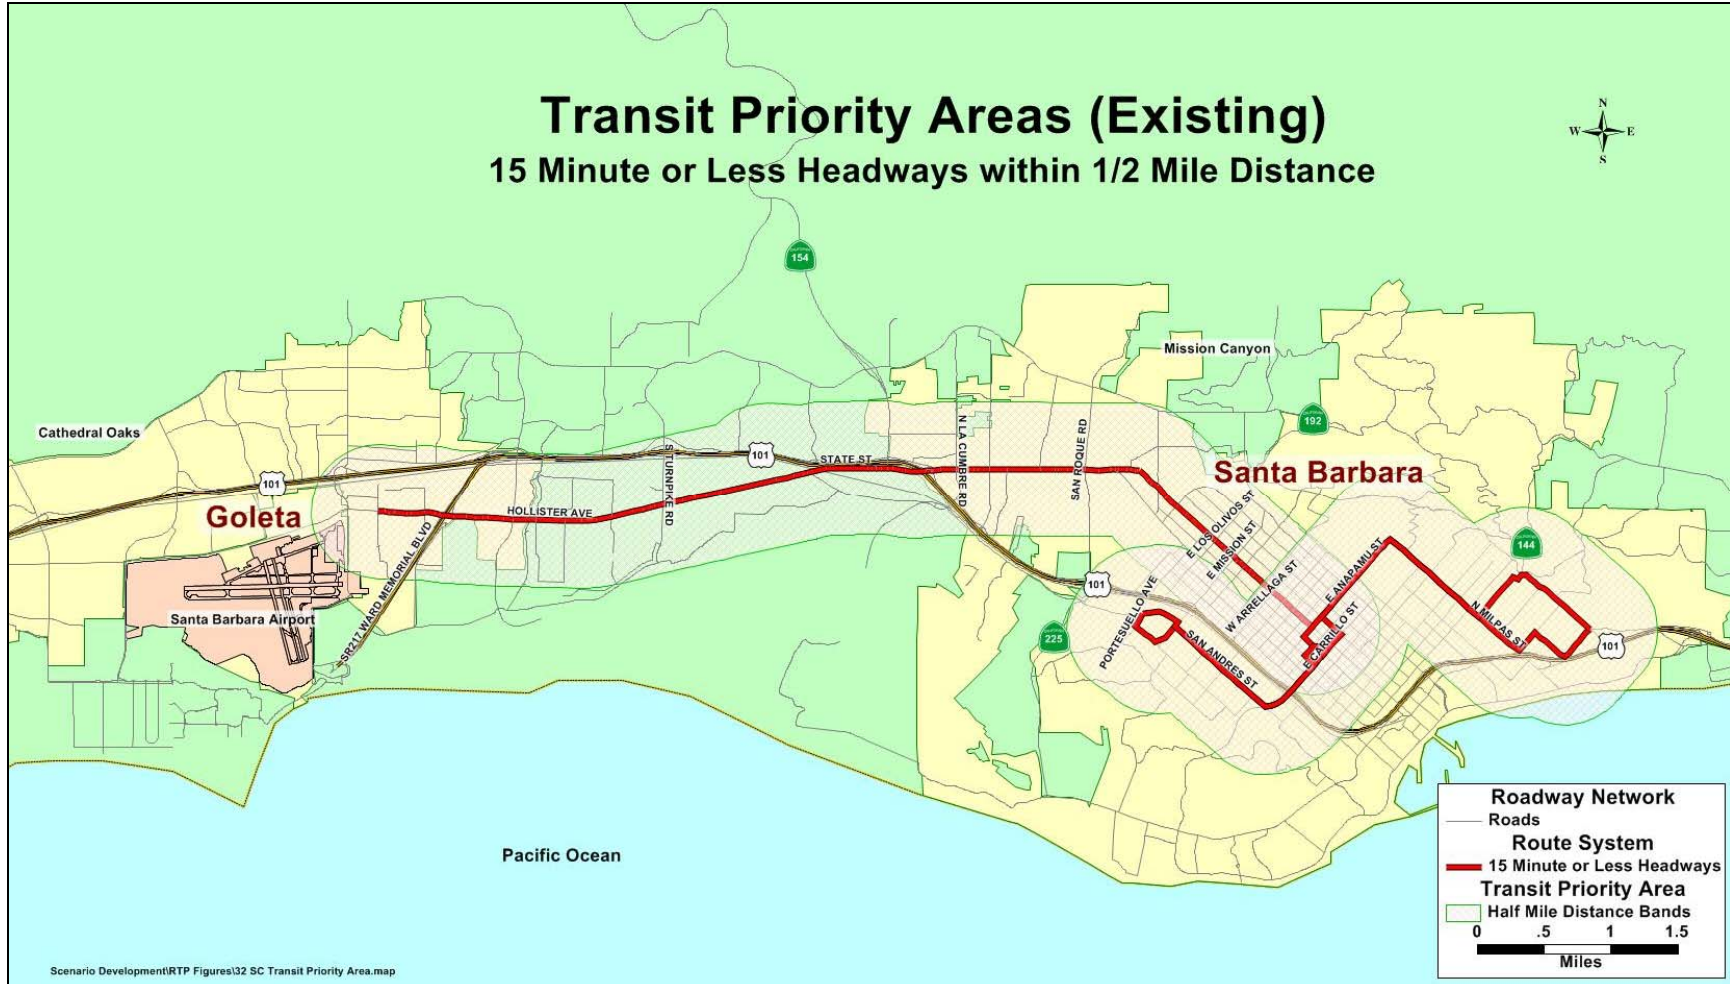 Transit Priority Areas (Existing)
15 Minute or Less Headways within 1/2 Mile Distance
N
W
E
S
154
Mission Canyon
192
Cathedral Oaks
101
101
STATE ST
N LA CUMBRE RD
SAN ROQUE RD
S TURNPIKE RD
Santa Barbara
Goleta
HOLLISTER AVE
SR217 WARD MEMORIAL BLVD
E LOS OLIVOS ST
E MISSION ST
W ARRELLAGA ST
E ANAPAMU ST
E CARRILLO ST
144
N MILPAS ST
101
101
PORTESUELLO AVE
SAN ANDRES ST
225
Santa Barbara Airport
Pacific Ocean
Roadway Network
Roads
Route System
15 Minute or Less Headways
Transit Priority Area
Half Mile Distance Bands
0 .5 1 1.5
Miles
Scenario Development\RTP Figures\32 SC Transit Priority Area.map